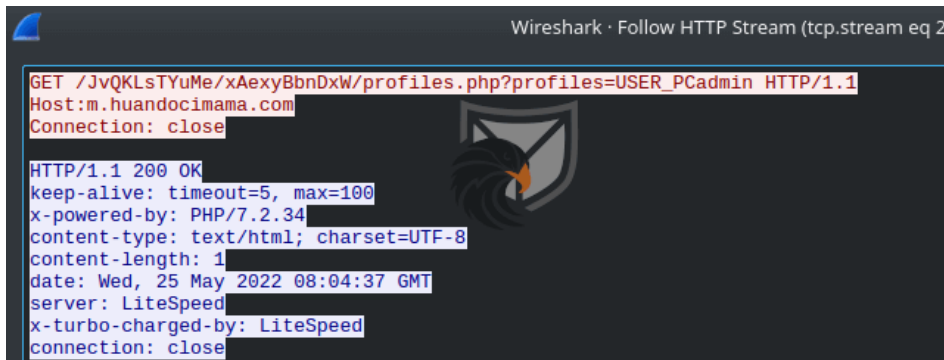 Wireshark · Follow HTTP Stream (tcp.stream eq 2
GET /JvQKLsTYuMe/xAexyBbnDxW/profiles.php?profiles=USER_PCadmin HTTP/1.1
Host:m.huandocimama.com
Connection: close
HTTP/1.1 200 OK
keep-alive: timeout=5, max=100
x-powered-by: PHP/7.2.34
content-type: text/html; charset=UTF-8
content-length: 1
date: Wed, 25 May 2022 08:04:37 GMT
server: LiteSpeed
x-turbo-charged-by: LiteSpeed
connection: close